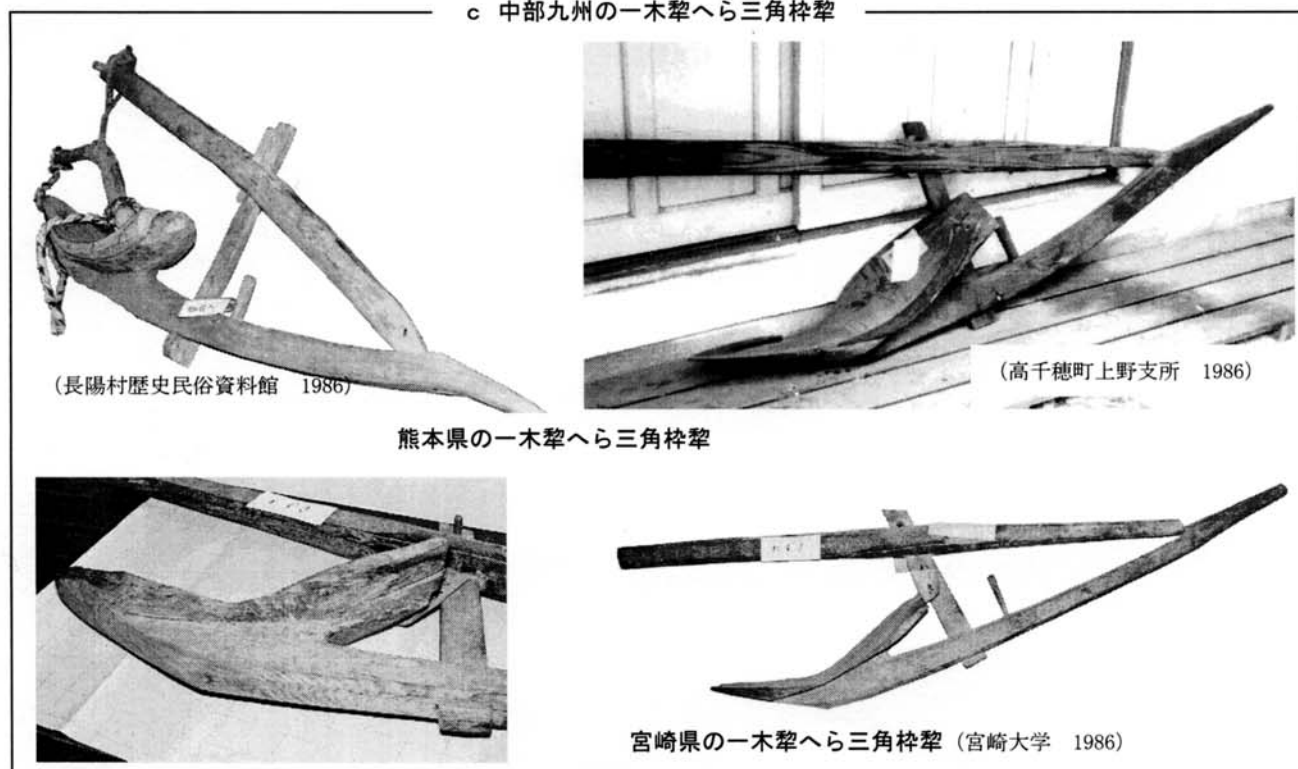 c 中部九州の一木犂へら三角枠犂
(長陽村歴史民俗資料館 1986)
(高千穂町上野支所 1986)
熊本県の一木犂へら三角枠犂
宮崎県の一木犂へら三角枠犂 (宮崎大学 1986)